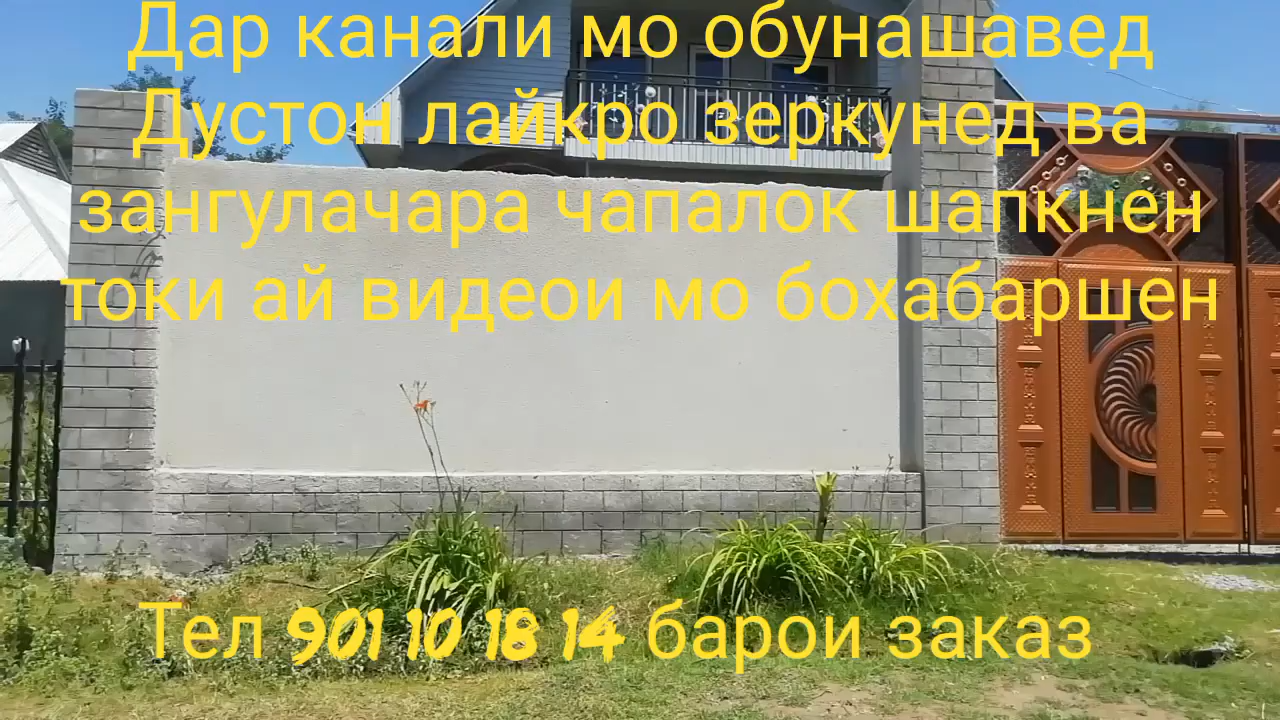 Дар канали мо обунашавед
Дустон лайкро зеркунед ва
зангулачара чапалок шапкнен
токи ай видеои мо бохабаршен
Тел 901 10 18 14 барои заказ